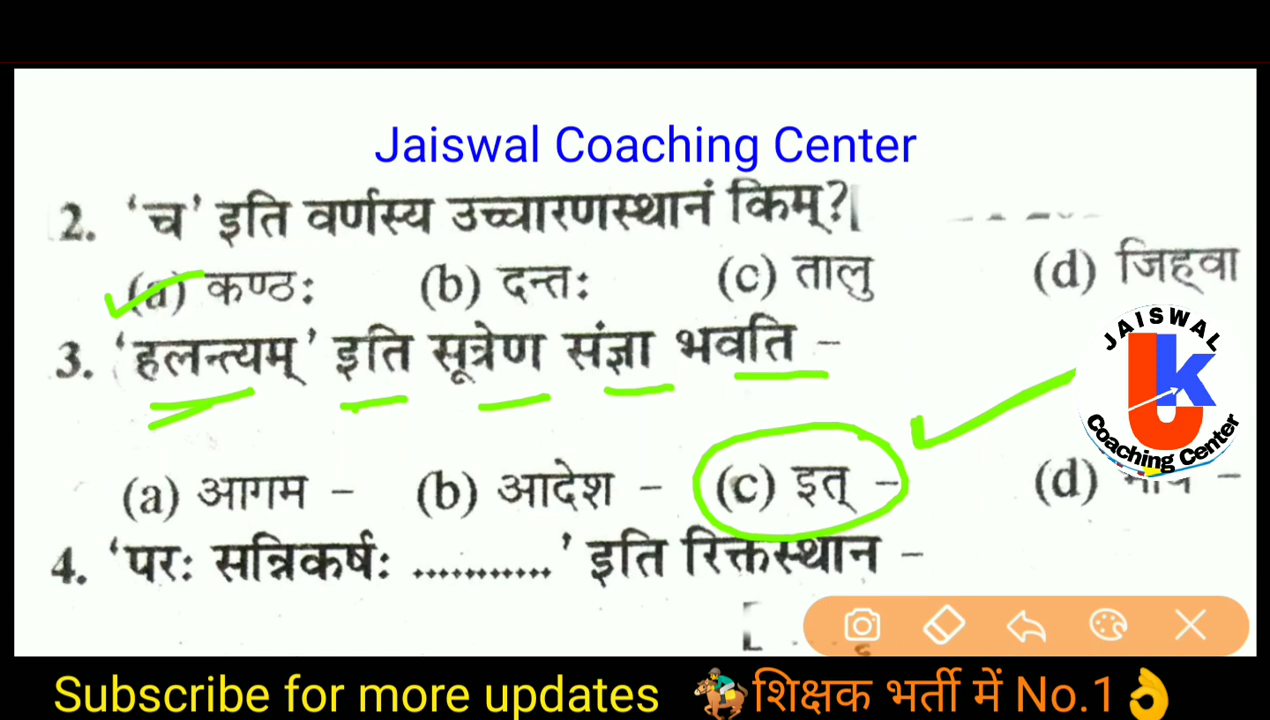 Jaiswal Coaching Center
2. 'च' इति वर्णस्य उच्चारणस्थानं किम्?
(a) कण्ठः (b) दन्तः (c) तालु (d) जिह्वा
3. 'हलन्त्यम्' इति सूत्रेण संज्ञा भवति –
(a) आगम – (b) आदेश – (c) इत् – (d)
4. 'परः सन्निकर्षः ............' इति रिक्तस्थान –
JAISWAL
JK
Coaching Center
Subscribe for more updates 🏇शिक्षक भर्ती में No.1👌